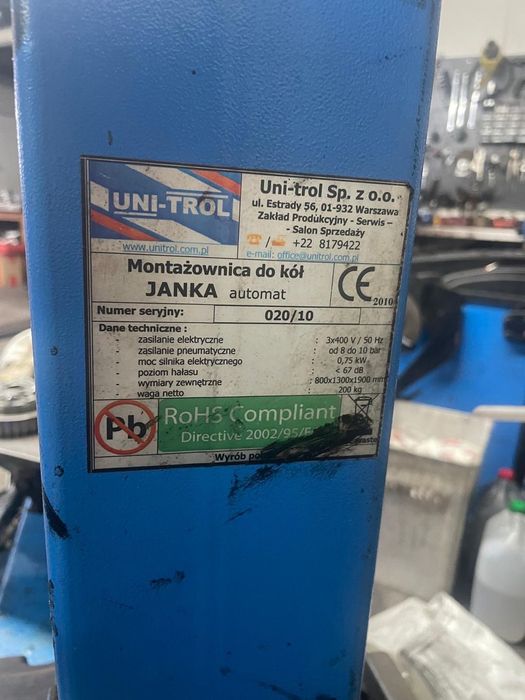 UNI-TROL
www.unitrol.com.pl
Uni-trol Sp. z o.o.
ul. Estrady 56, 01-932 Warszawa
Zakład Produkcyjny - Serwis -
- Salon Sprzedaży
/ +22 8179422
e-mail: office@unitrol.com.pl
Montażownica do kół
JANKA automat
CE 2010
Numer seryjny: 020/10
Dane techniczne :
- zasilanie elektryczne : 3x400 V / 50 Hz
- zasilanie pneumatyczne : od 8 do 10 bar
- moc silnika elektrycznego : 0,75 kW
- poziom hałasu : < 67 dB
- wymiary zewnętrzne : 800x1300x1900 mm
- waga netto : 200 kg
Pb
RoHS Compliant
Directive 2002/95/
Wyrób